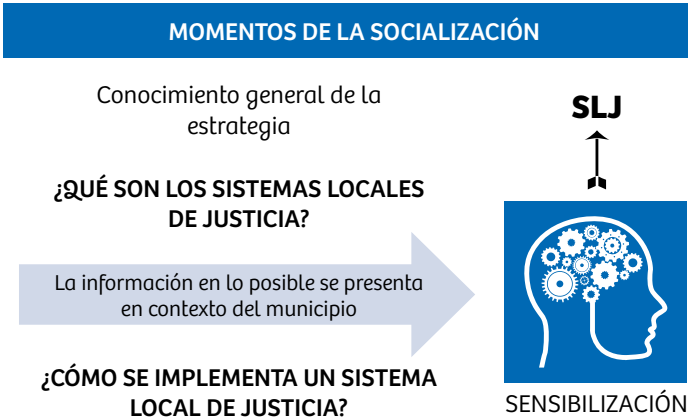 MOMENTOS DE LA SOCIALIZACIÓN
Conocimiento general de la
estrategia
¿QUÉ SON LOS SISTEMAS LOCALES
DE JUSTICIA?
La información en lo posible se presenta
en contexto del municipio
¿CÓMO SE IMPLEMENTA UN SISTEMA
LOCAL DE JUSTICIA?
SLJ
SENSIBILIZACIÓN